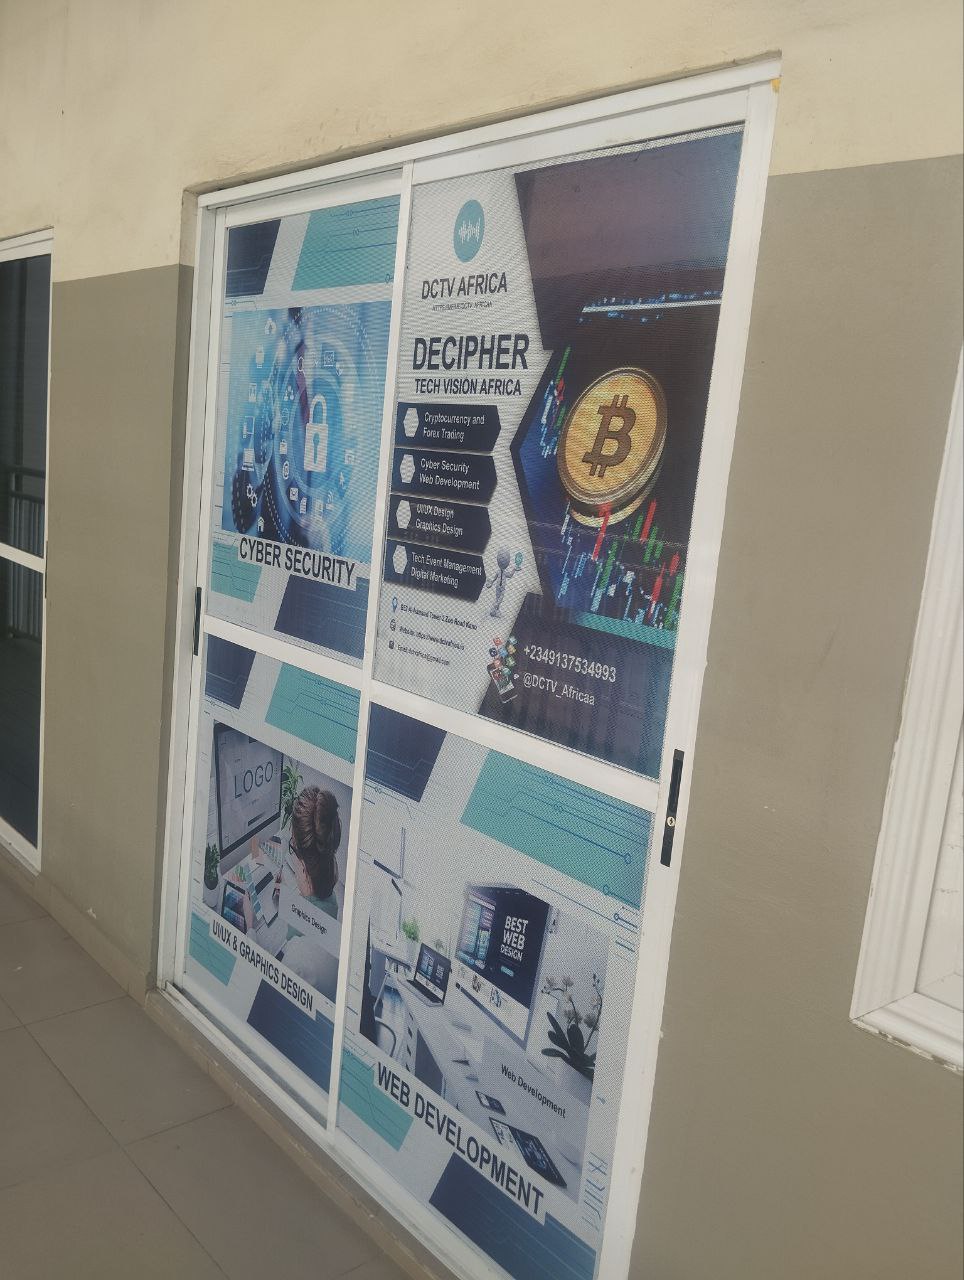 DCTV AFRICA
DECIPHER
TECH VISION AFRICA
Cryptocurrency and
Forex Trading
Cyber Security
Web Development
UI/UX Design
Graphics Design
Tech Event Management
Digital Marketing
+2349137534993
@DCTV_Africaa
CYBER SECURITY
LOGO
Graphics Design
UI/UX & GRAPHICS DESIGN
BEST
WEB
DESIGN
Web Development
WEB DEVELOPMENT